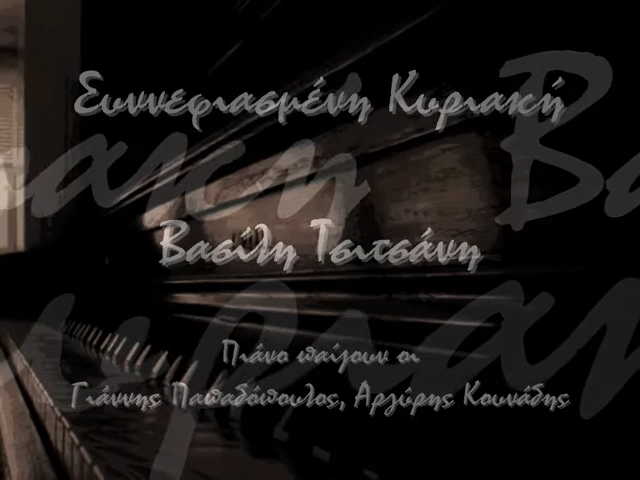 Συννεφιασμένη Κυριακή
Βασίλη Τσιτσάνη
Πιάνο παίζουν οι
Γιάννης Παπαδόπουλος, Αργύρης Κουνάδης